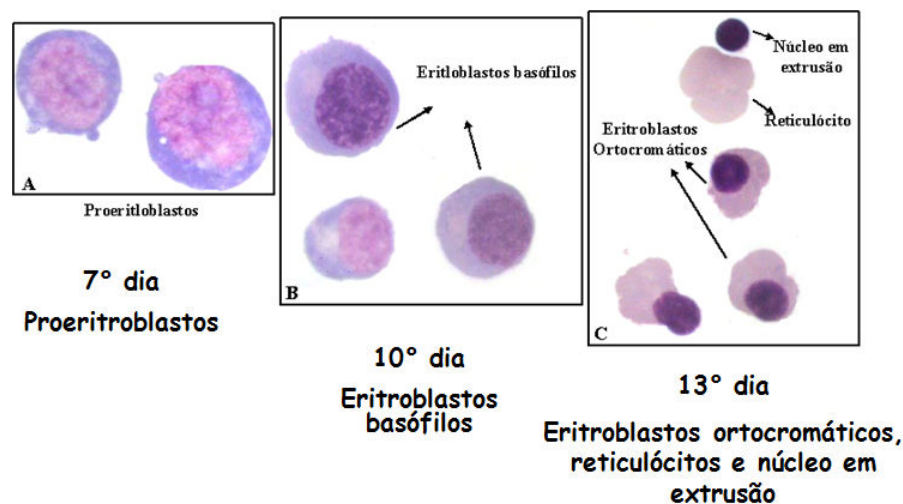 A
Proeritloblastos
7° dia
Proeritroblastos
Eritloblastos basófilos
B
10° dia
Eritroblastos
basófilos
Núcleo em
extrusão
Reticulócito
Eritroblastos
Ortocromáticos
C
13° dia
Eritroblastos ortocromáticos,
reticulócitos e núcleo em
extrusão